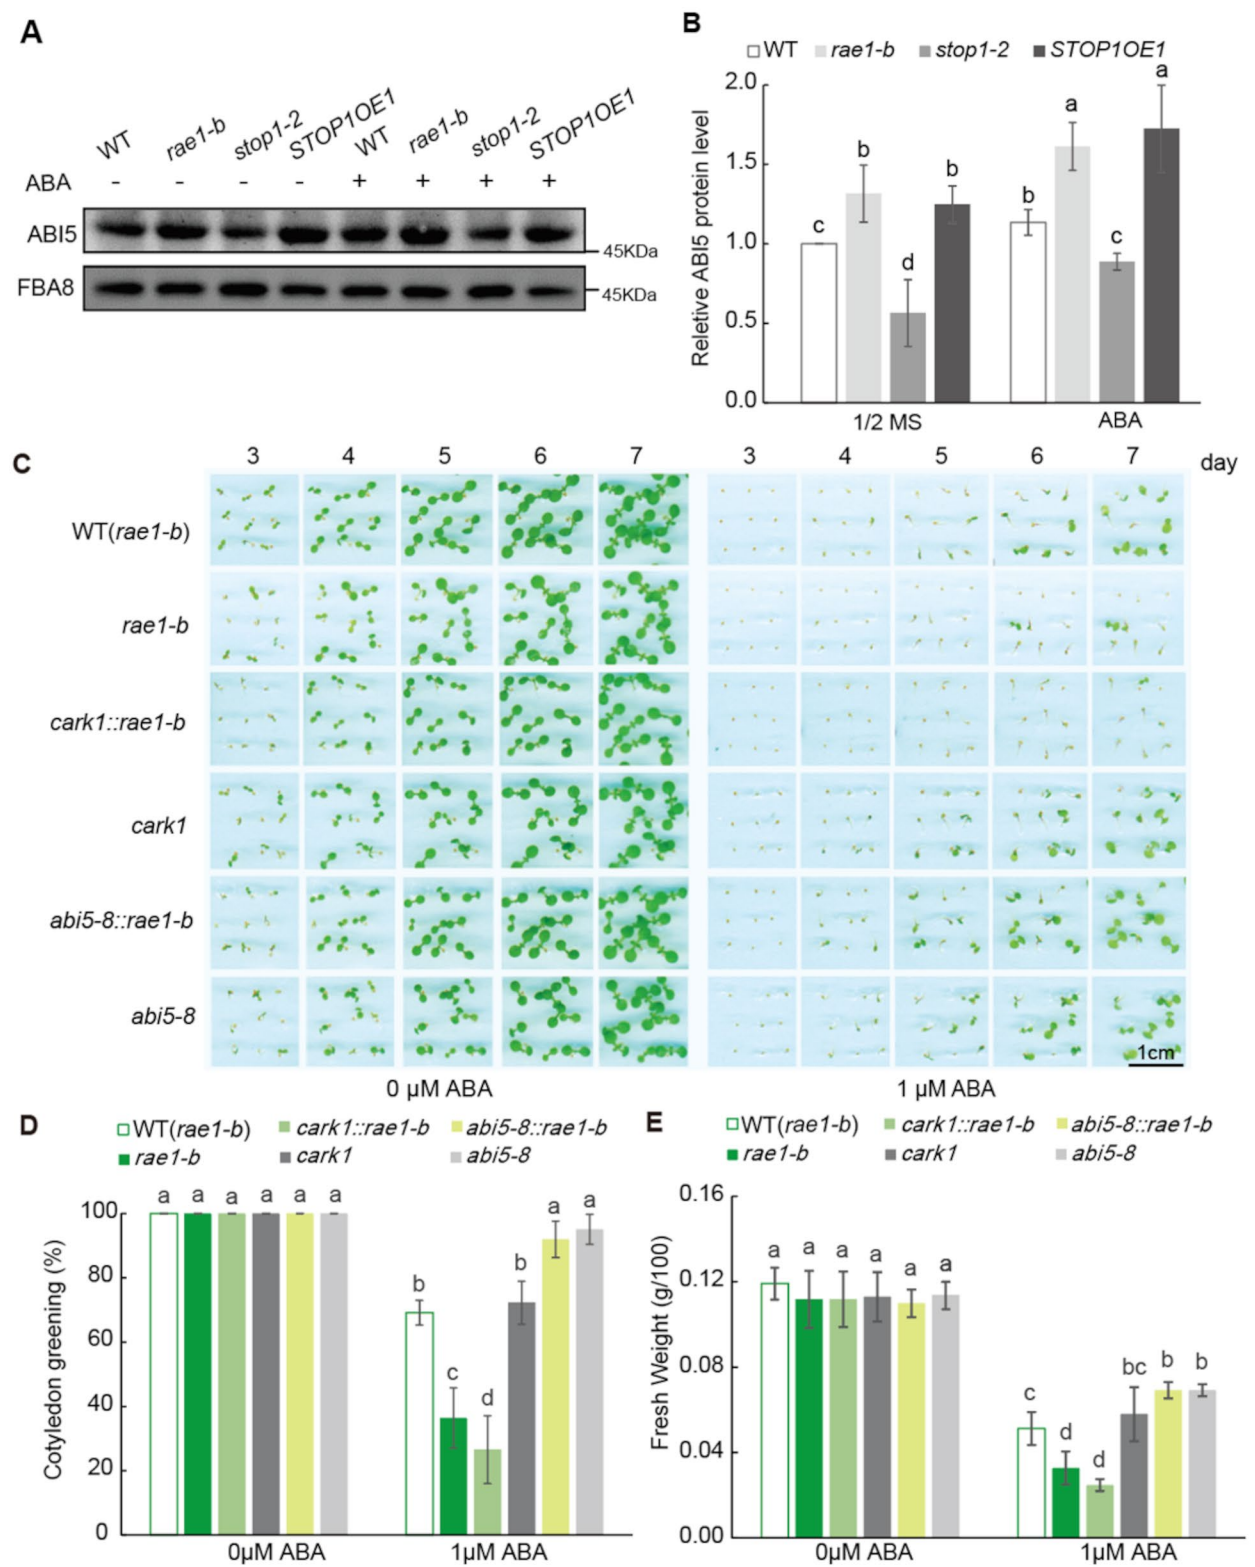 A
WT rae1-b stop1-2 STOP1OE1 WT rae1-b stop1-2 STOP1OE1
ABA - - - - + + + +
ABI5
45KDa
FBA8
45KDa
B
WT rae1-b stop1-2 STOP1OE1
Reletive ABI5 protein level
2.0
1.5
1.0
0.5
0.0
c b d b b a c a
1/2 MS ABA
C
3 4 5 6 7 3 4 5 6 7 day
WT(rae1-b)
rae1-b
cark1::rae1-b
cark1
abi5-8::rae1-b
abi5-8
1cm
0 µM ABA 1 µM ABA
D
WT(rae1-b) cark1::rae1-b abi5-8::rae1-b
rae1-b cark1 abi5-8
Cotyledon greening (%)
100
80
60
40
20
0
a a a a a a b c d b a a
0µM ABA 1µM ABA
E
WT(rae1-b) cark1::rae1-b abi5-8::rae1-b
rae1-b cark1 abi5-8
Fresh Weight (g/100)
0.16
0.12
0.08
0.04
0.00
a a a a a a c d d bc b b
0µM ABA 1µM ABA